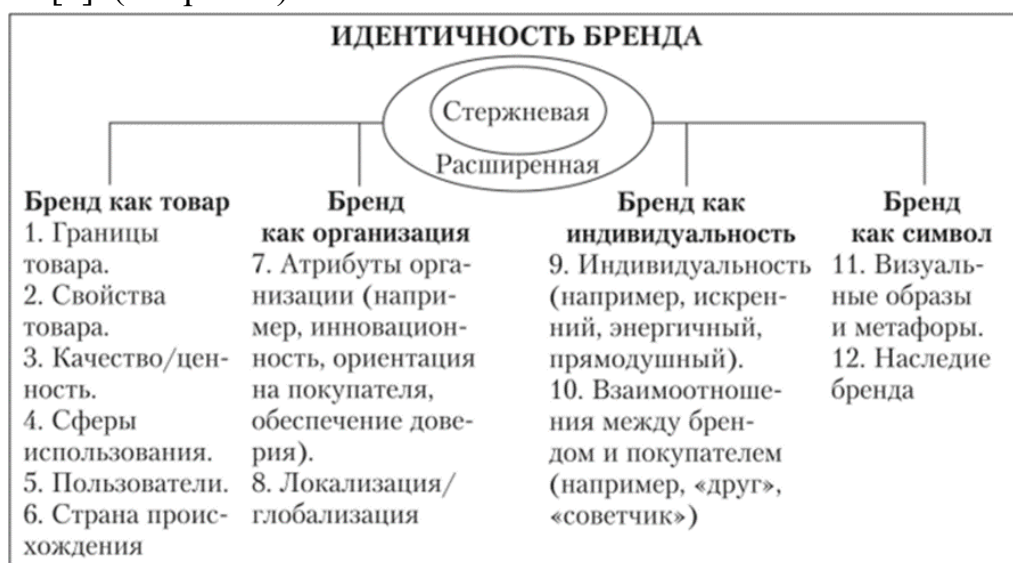 ИДЕНТИЧНОСТЬ БРЕНДА
Стержневая
Расширенная
Бренд как товар
1. Границы
товара.
2. Свойства
товара.
3. Качество/цен-
ность.
4. Сферы
использования.
5. Пользователи.
6. Страна проис-
хождения
Бренд
как организация
7. Атрибуты орга-
низации (напри-
мер, инновацион-
ность, ориентация
на покупателя,
обеспечение дове-
рия).
8. Локализация/
глобализация
Бренд как
индивидуальность
9. Индивидуальность
(например, искрен-
ний, энергичный,
прямодушный).
10. Взаимоотноше-
ния между брен-
дом и покупателем
(например, «друг»,
«советчик»)
Бренд
как символ
11. Визуаль-
ные образы
и метафоры.
12. Наследие
бренда